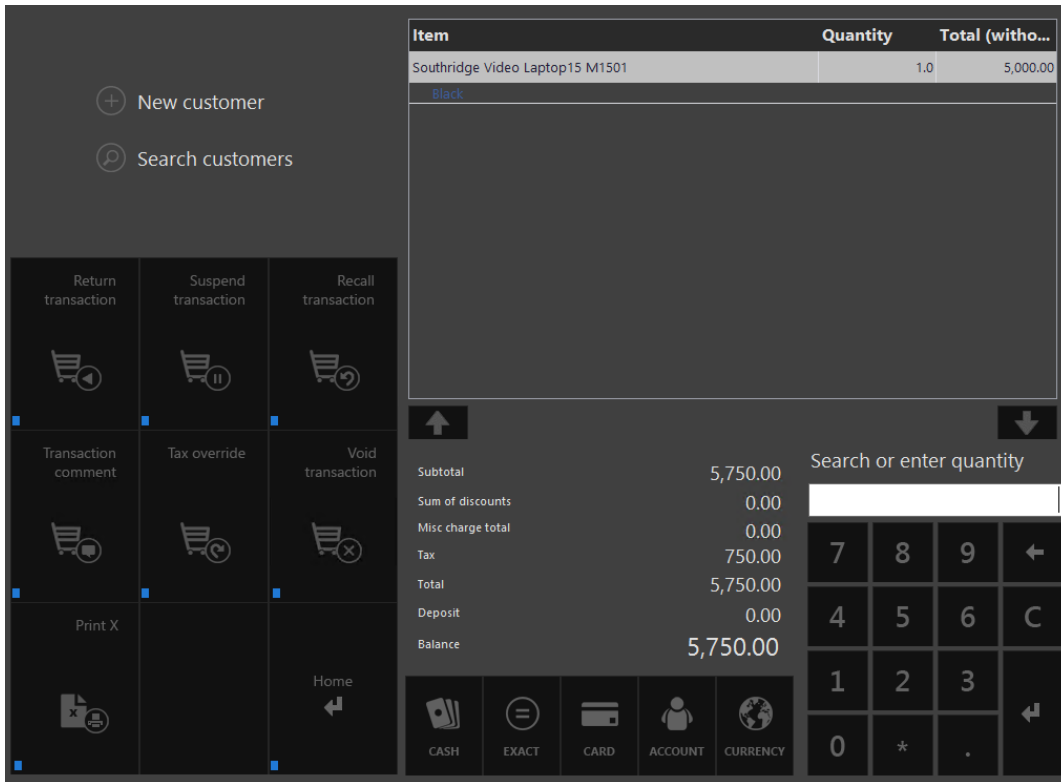 New customer
Search customers
Item Quantity Total (witho...
Southridge Video Laptop15 M1501 1.0 5,000.00
Black
Return transaction
Suspend transaction
Recall transaction
Transaction comment
Tax override
Void transaction
Print X
Home
Subtotal 5,750.00
Sum of discounts 0.00
Misc charge total 0.00
Tax 750.00
Total 5,750.00
Deposit 0.00
Balance 5,750.00
CASH EXACT CARD ACCOUNT CURRENCY
Search or enter quantity
7 8 9
4 5 6 C
1 2 3
0 * .